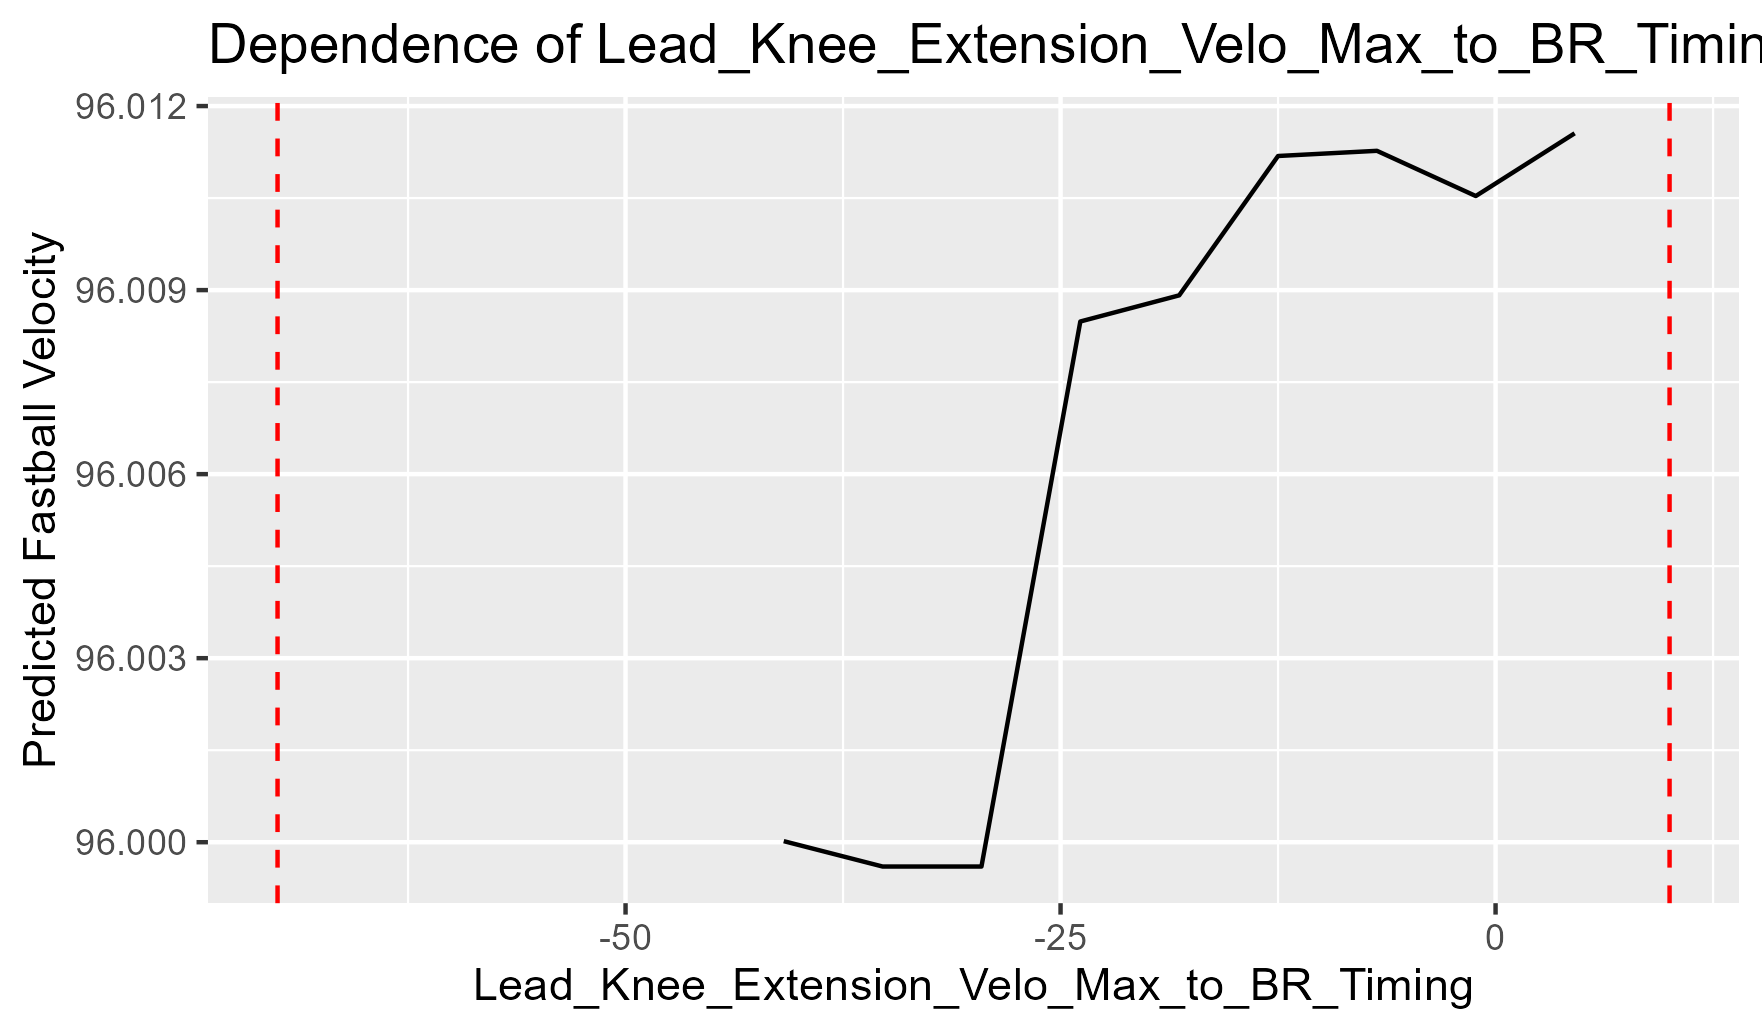 Dependence of Lead_Knee_Extension_Velo_Max_to_BR_Timin
96.012
96.009
96.006
96.003
96.000
Predicted Fastball Velocity
-50
-25
0
Lead_Knee_Extension_Velo_Max_to_BR_Timing